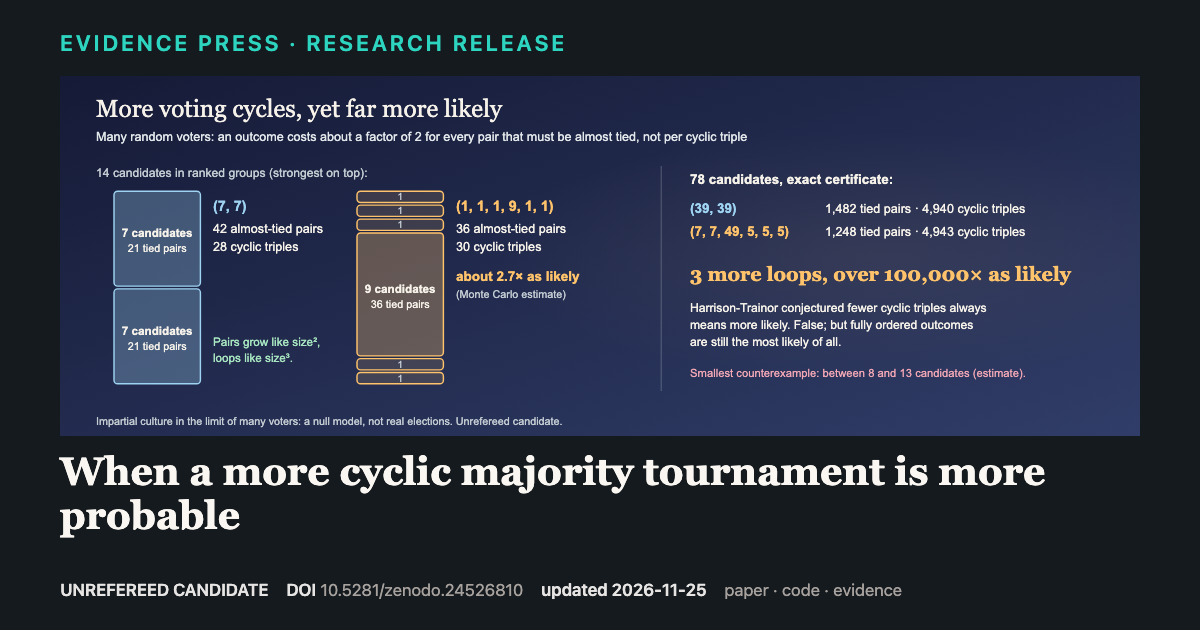 EVIDENCE PRESS · RESEARCH RELEASE
More voting cycles, yet far more likely
Many random voters: an outcome costs about a factor of 2 for every pair that must be almost tied, not per cyclic triple
14 candidates in ranked groups (strongest on top):
7 candidates
21 tied pairs
7 candidates
21 tied pairs
(7, 7)
42 almost-tied pairs
28 cyclic triples
Pairs grow like size²,
loops like size³.
1
1
1
9 candidates
36 tied pairs
1
1
(1, 1, 1, 9, 1, 1)
36 almost-tied pairs
30 cyclic triples
about 2.7× as likely
(Monte Carlo estimate)
78 candidates, exact certificate:
(39, 39) 1,482 tied pairs · 4,940 cyclic triples
(7, 7, 49, 5, 5, 5) 1,248 tied pairs · 4,943 cyclic triples
3 more loops, over 100,000× as likely
Harrison-Trainor conjectured fewer cyclic triples always
means more likely. False; but fully ordered outcomes
are still the most likely of all.
Smallest counterexample: between 8 and 13 candidates (estimate).
Impartial culture in the limit of many voters: a null model, not real elections. Unrefereed candidate.
When a more cyclic majority tournament is more
probable
UNREFEREED CANDIDATE DOI 10.5281/zenodo.24526810 updated 2026-11-25 paper · code · evidence